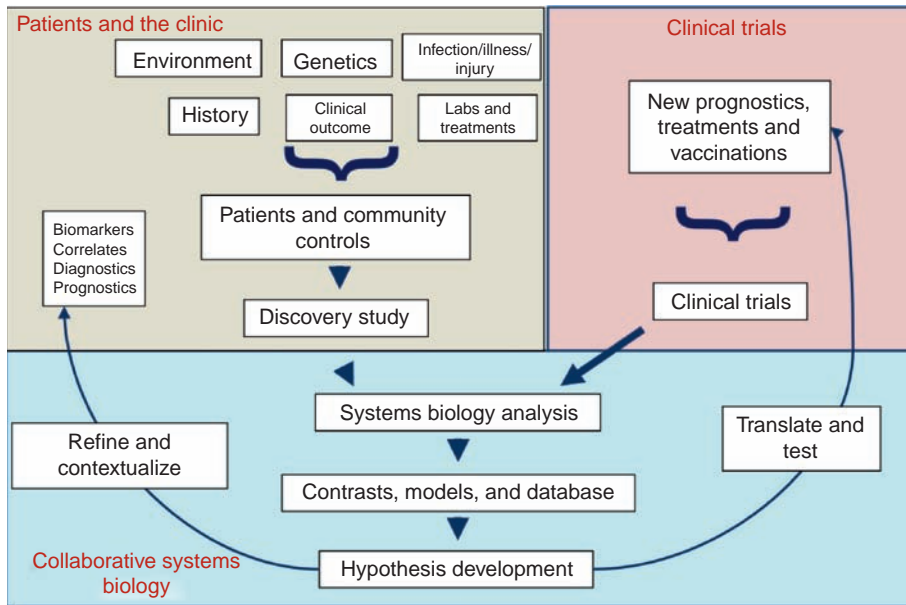 Patients and the clinic
Environment
Genetics
Infection/illness/
injury
History
Clinical
outcome
Labs and
treatments
Patients and community
controls
Biomarkers
Correlates
Diagnostics
Prognostics
Discovery study
Clinical trials
New prognostics,
treatments and
vaccinations
Clinical trials
Systems biology analysis
Refine and
contextualize
Translate and
test
Contrasts, models, and database
Hypothesis development
Collaborative systems
biology